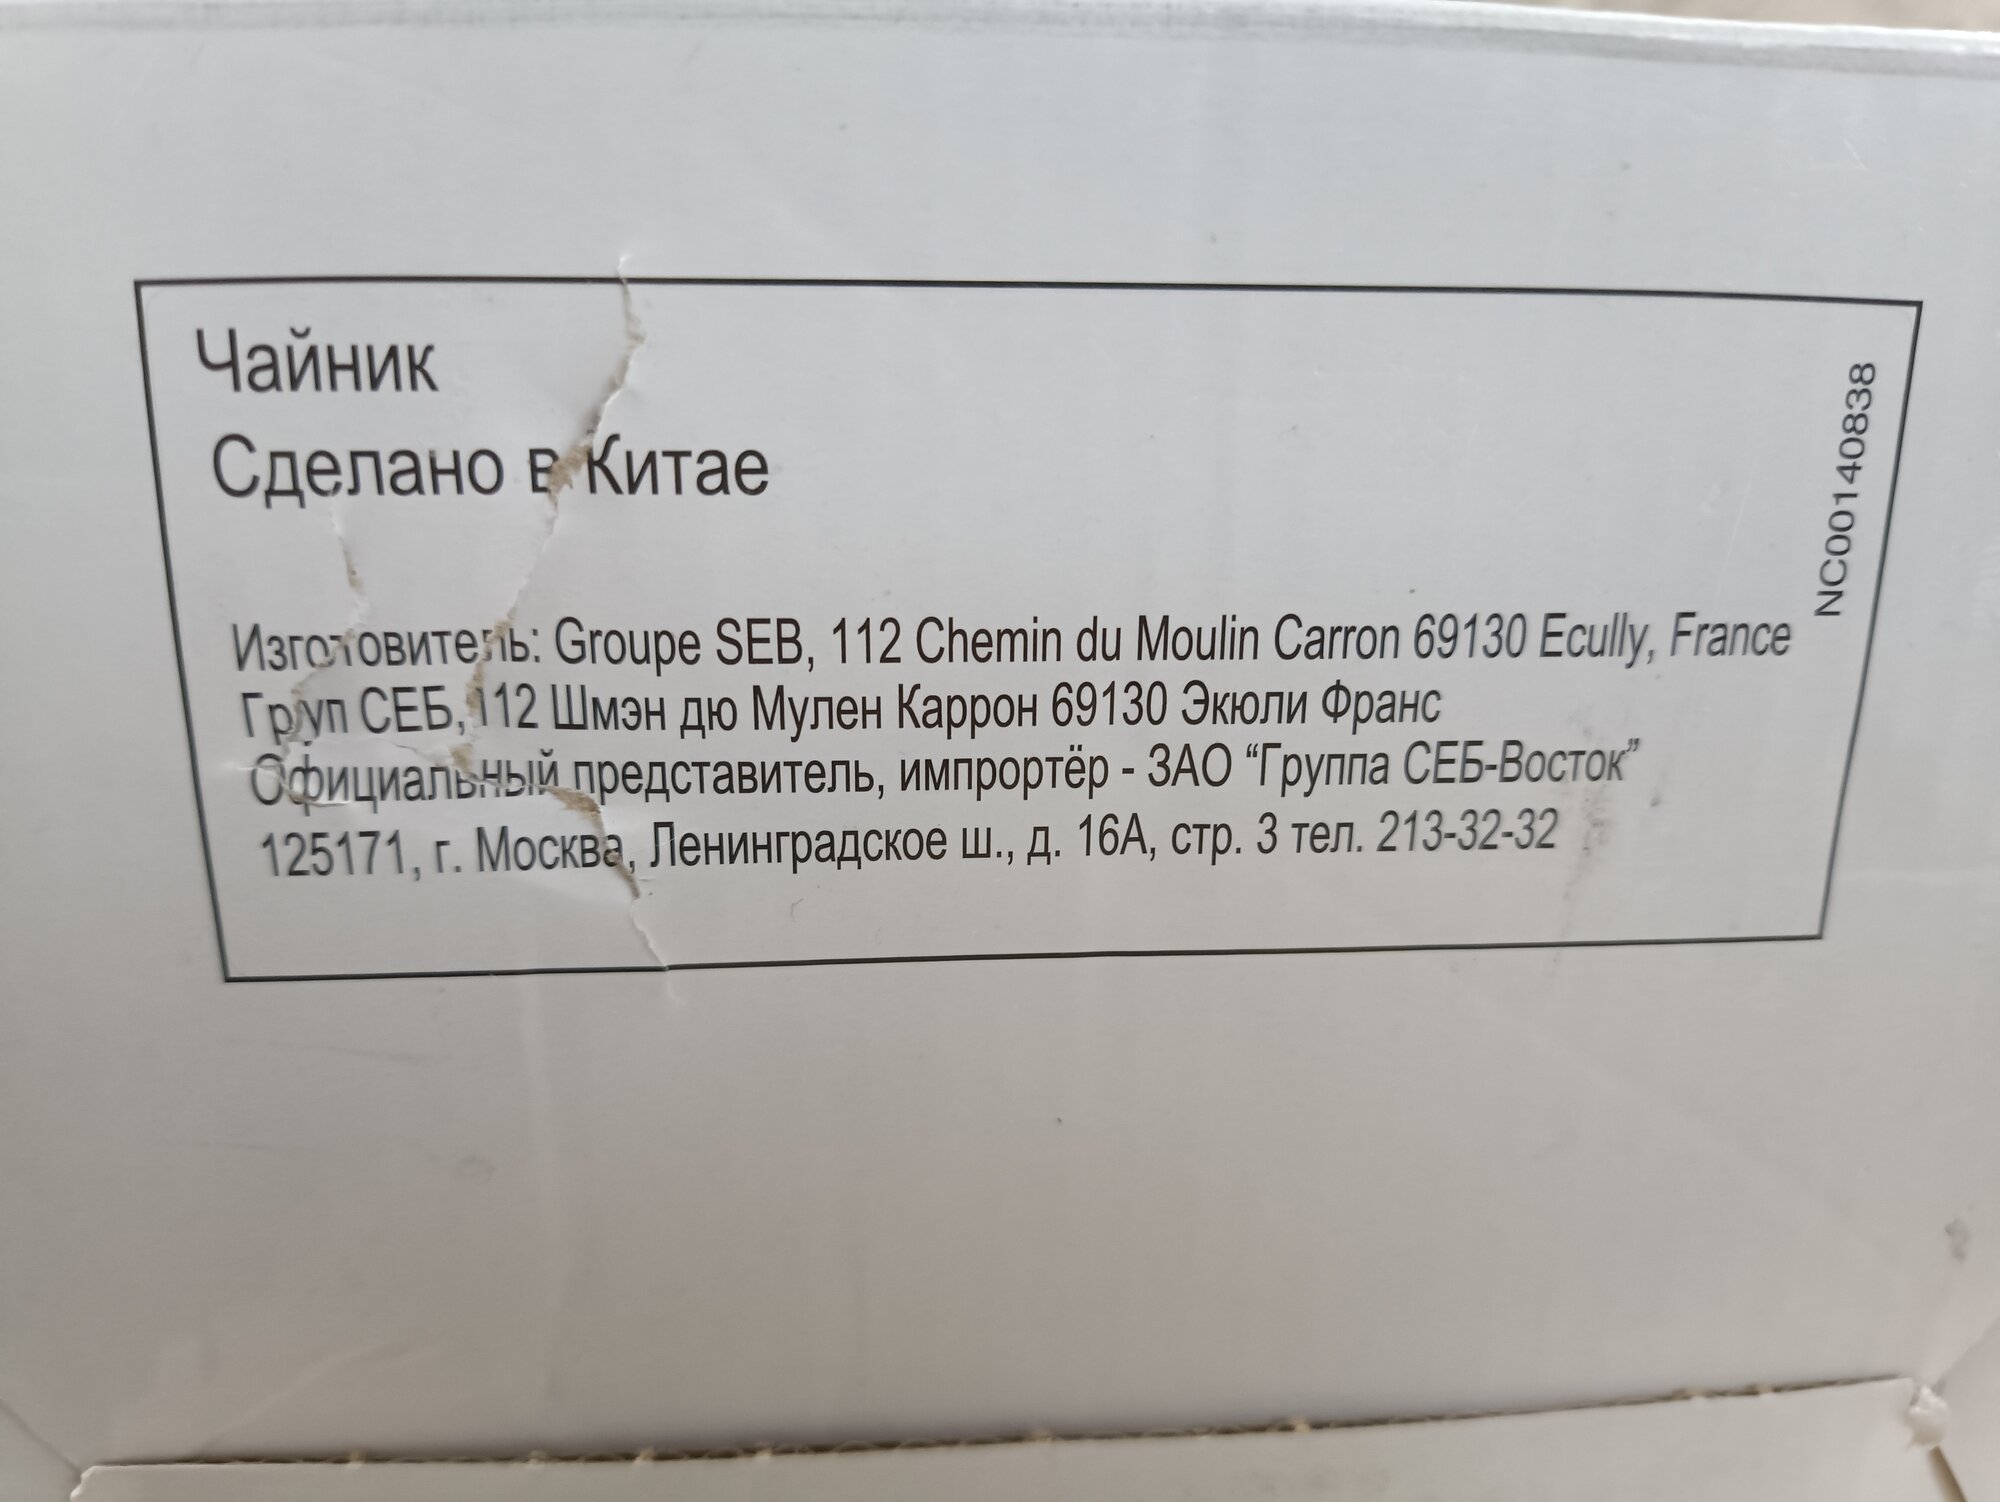 Чайник
Сделано в Китае
Изготовитель: Groupe SEB, 112 Chemin du Moulin Carron 69130 Ecully, France
Груп СЕБ, 112 Шмэн дю Мулен Каррон 69130 Экюли Франс
Официальный представитель, импрортёр - ЗАО “Группа СЕБ-Восток”
125171, г. Москва, Ленинградское ш., д. 16А, стр. 3 тел. 213-32-32
NC00140838